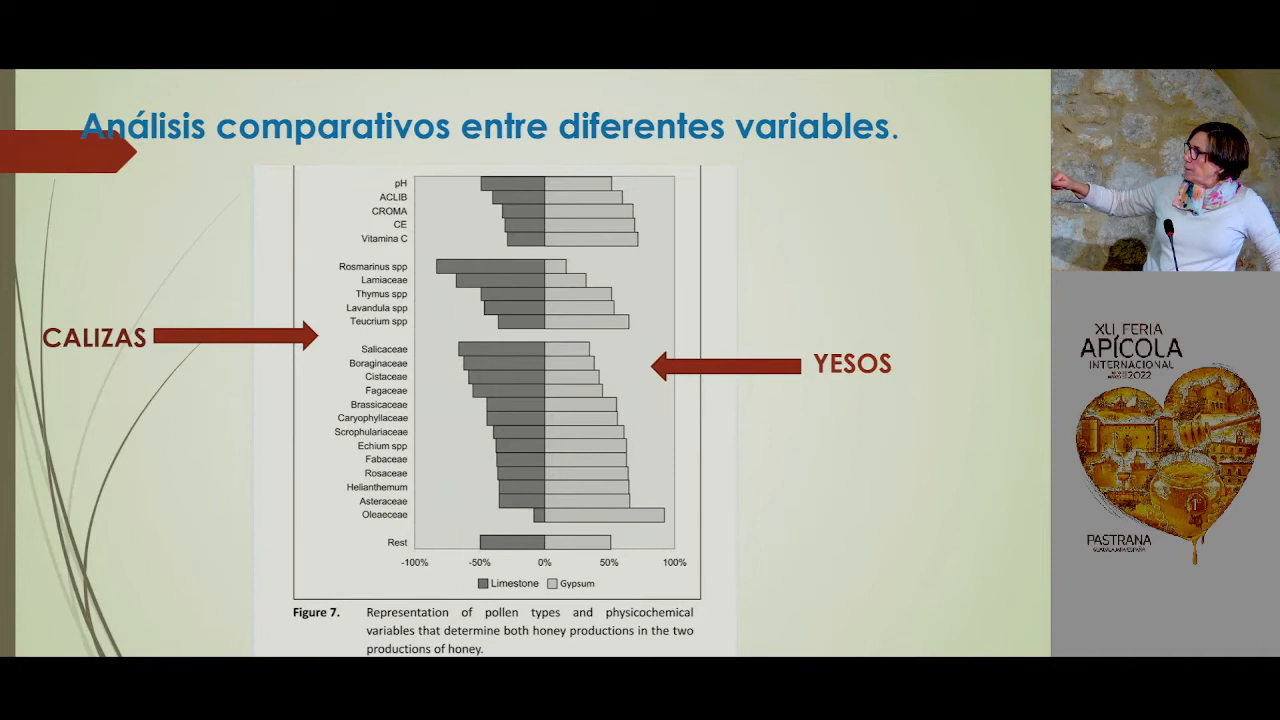 Análisis comparativos entre diferentes variables.
pH
ACLIB
CROMA
CE
Vitamina C
Rosmarinus spp
Lamiaceae
Thymus spp
Lavandula spp
Teucrium spp
CALIZAS
YESOS
Salicaceae
Boraginaceae
Cistaceae
Fagaceae
Brassicaceae
Caryophyllaceae
Scrophulariaceae
Echium spp
Fabaceae
Rosaceae
Helianthemum
Asteraceae
Oleaeceae
Rest
-100% -50% 0% 50% 100%
Limestone Gypsum
Figure 7. Representation of pollen types and physicochemical
variables that determine both honey productions in the two
productions of honey.
XLI FERIA
APÍCOLA
INTERNACIONAL
2022
PASTRANA